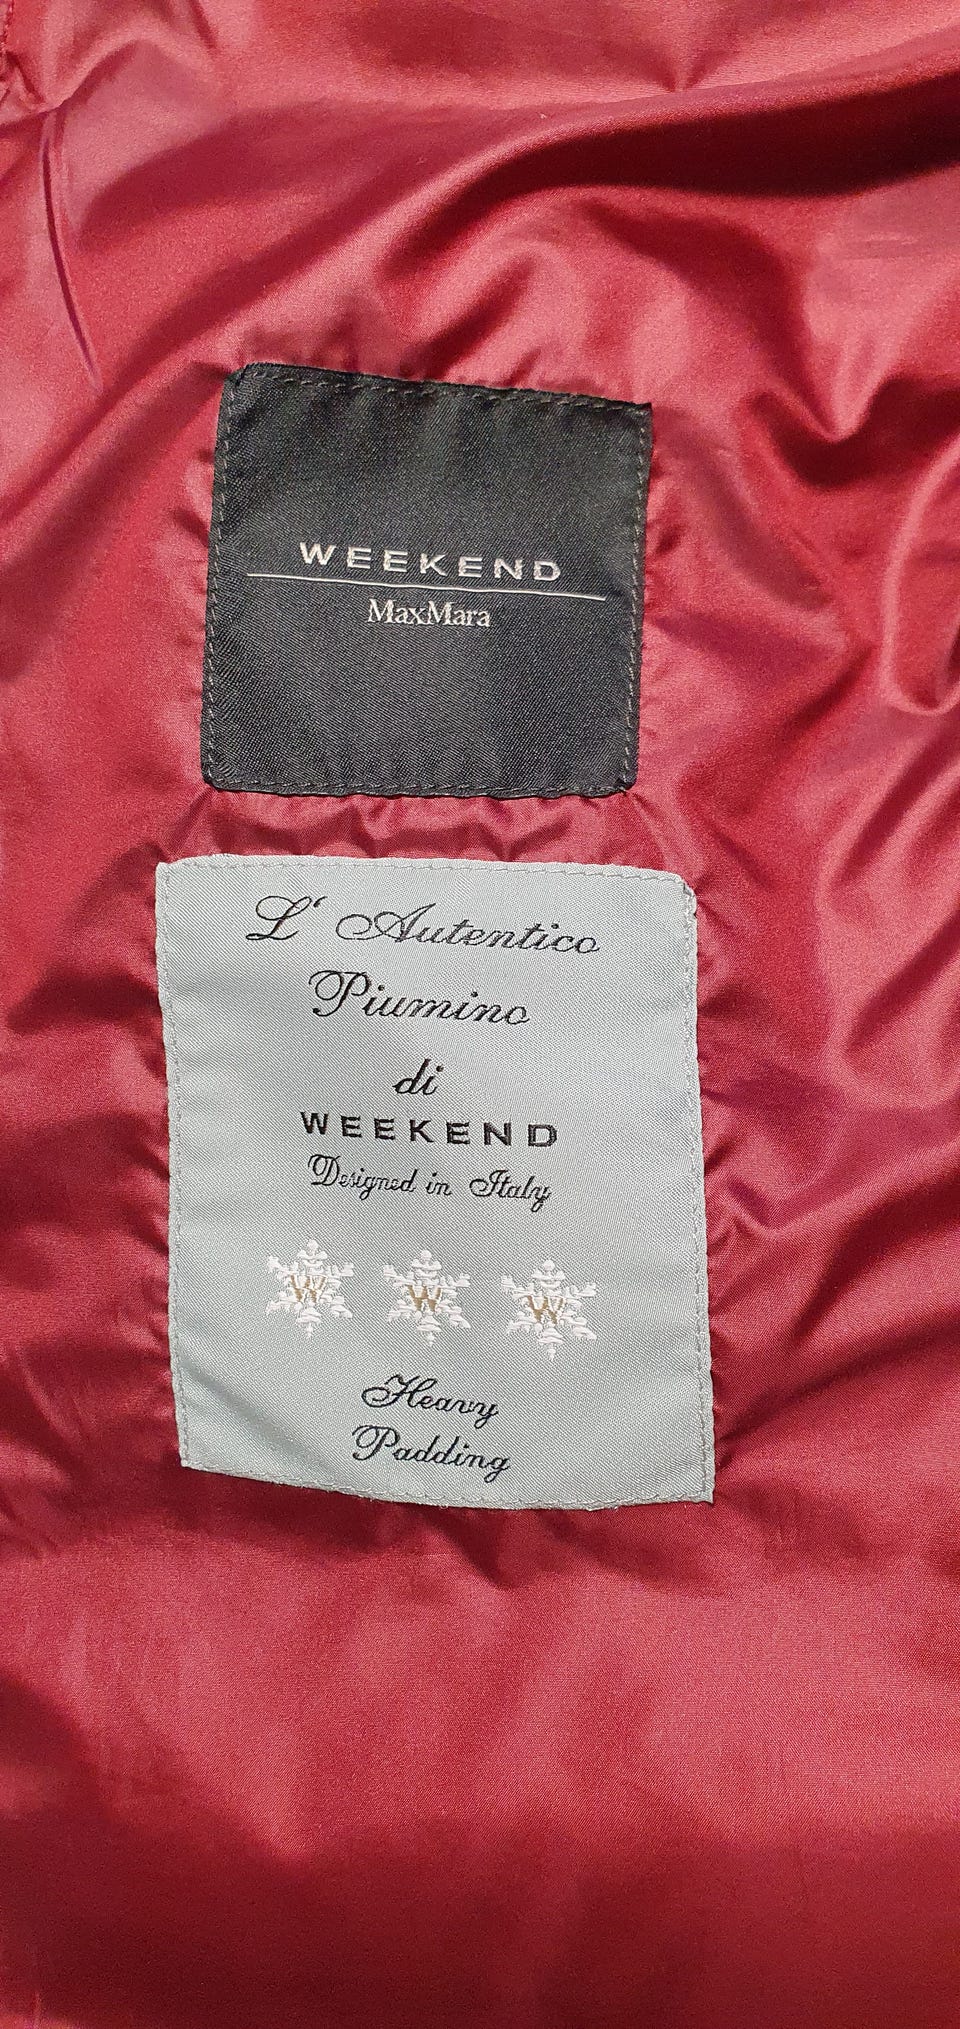 WEEKEND
MaxMara
L' Autentico
Piumino
di
WEEKEND
Designed in Italy
W W W
Heavy
Padding